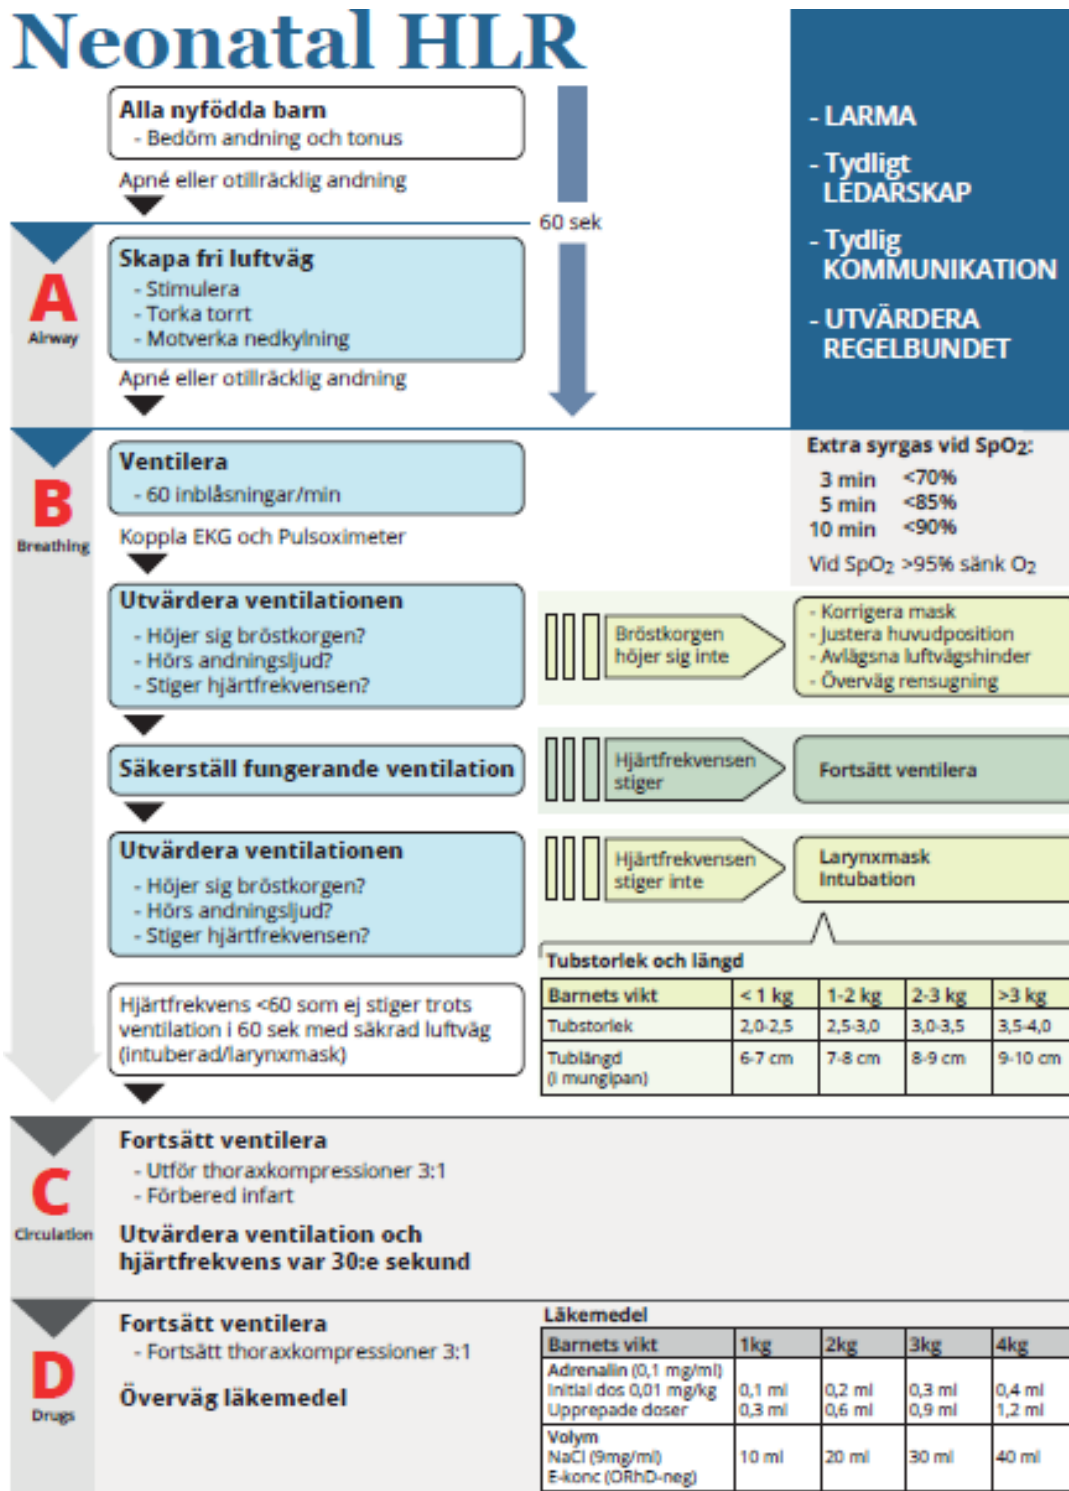 Neonatal HLR
Alla nyfödda barn
- Bedöm andning och tonus
Apné eller otillräcklig andning
60 sek
- LARMA
- Tydligt
LEDARSKAP
- Tydlig
KOMMUNIKATION
- UTVÄRDERA
REGELBUNDET
A
Airway
Skapa fri luftväg
- Stimulera
- Torka torrt
- Motverka nedkylning
Apné eller otillräcklig andning
B
Breathing
Ventilera
- 60 inblåsningar/min
Koppla EKG och Pulsoximeter
Extra syrgas vid SpO2:
3 min <70%
5 min <85%
10 min <90%
Vid SpO2 >95% sänk O2
Utvärdera ventilationen
- Höjer sig bröstkorgen?
- Hörs andningsljud?
- Stiger hjärtfrekvensen?
Bröstkorgen
höjer sig inte
- Korrigera mask
- Justera huvudposition
- Avlägsna luftvägshinder
- Överväg rensugning
Säkerställ fungerande ventilation
Hjärtfrekvensen
stiger
Fortsätt ventilera
Utvärdera ventilationen
- Höjer sig bröstkorgen?
- Hörs andningsljud?
- Stiger hjärtfrekvensen?
Hjärtfrekvensen
stiger inte
Larynxmask
Intubation
Tubstorlek och längd
Barnets vikt < 1 kg 1-2 kg 2-3 kg >3 kg
Tubstorlek 2,0-2,5 2,5-3,0 3,0-3,5 3,5-4,0
Tublängd 6-7 cm 7-8 cm 8-9 cm 9-10 cm
(i mungipan)
Hjärtfrekvens <60 som ej stiger trots
ventilation i 60 sek med säkrad luftväg
(intuberad/larynxmask)
C
Circulation
Fortsätt ventilera
- Utför thoraxkompressioner 3:1
- Förbered infart
Utvärdera ventilation och
hjärtfrekvens var 30:e sekund
D
Drugs
Fortsätt ventilera
- Fortsätt thoraxkompressioner 3:1
Överväg läkemedel
Läkemedel
Barnets vikt 1kg 2kg 3kg 4kg
Adrenalin (0,1 mg/ml)
Initial dos 0,01 mg/kg 0,1 ml 0,2 ml 0,3 ml 0,4 ml
Upprepade doser 0,3 ml 0,6 ml 0,9 ml 1,2 ml
Volym
NaCl (9mg/ml) 10 ml 20 ml 30 ml 40 ml
E-konc (ORhD-neg)